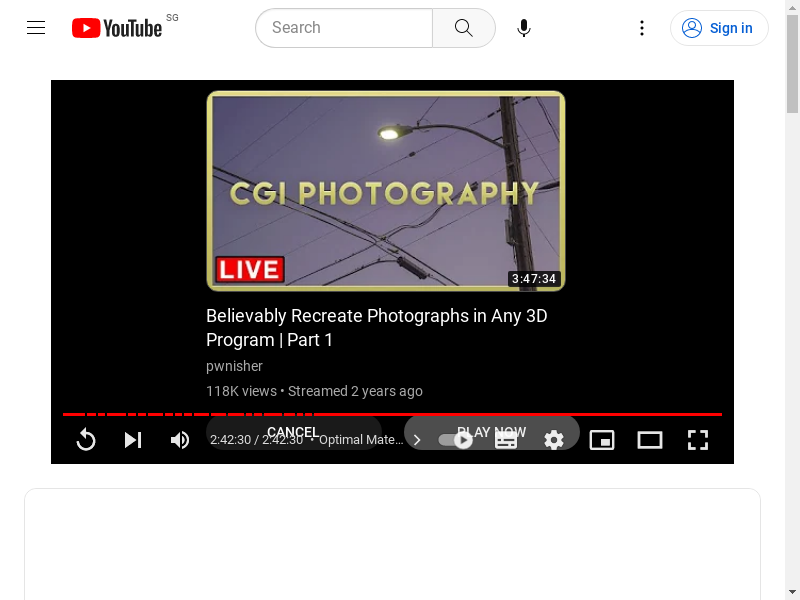 YouTube SG
Search
Sign in
CGI PHOTOGRAPHY
LIVE
3:47:34
Believably Recreate Photographs in Any 3D
Program | Part 1
pwnisher
118K views • Streamed 2 years ago
CANCEL
PLAY NOW
2:42:30 / 2:42:30 • Optimal Mate...